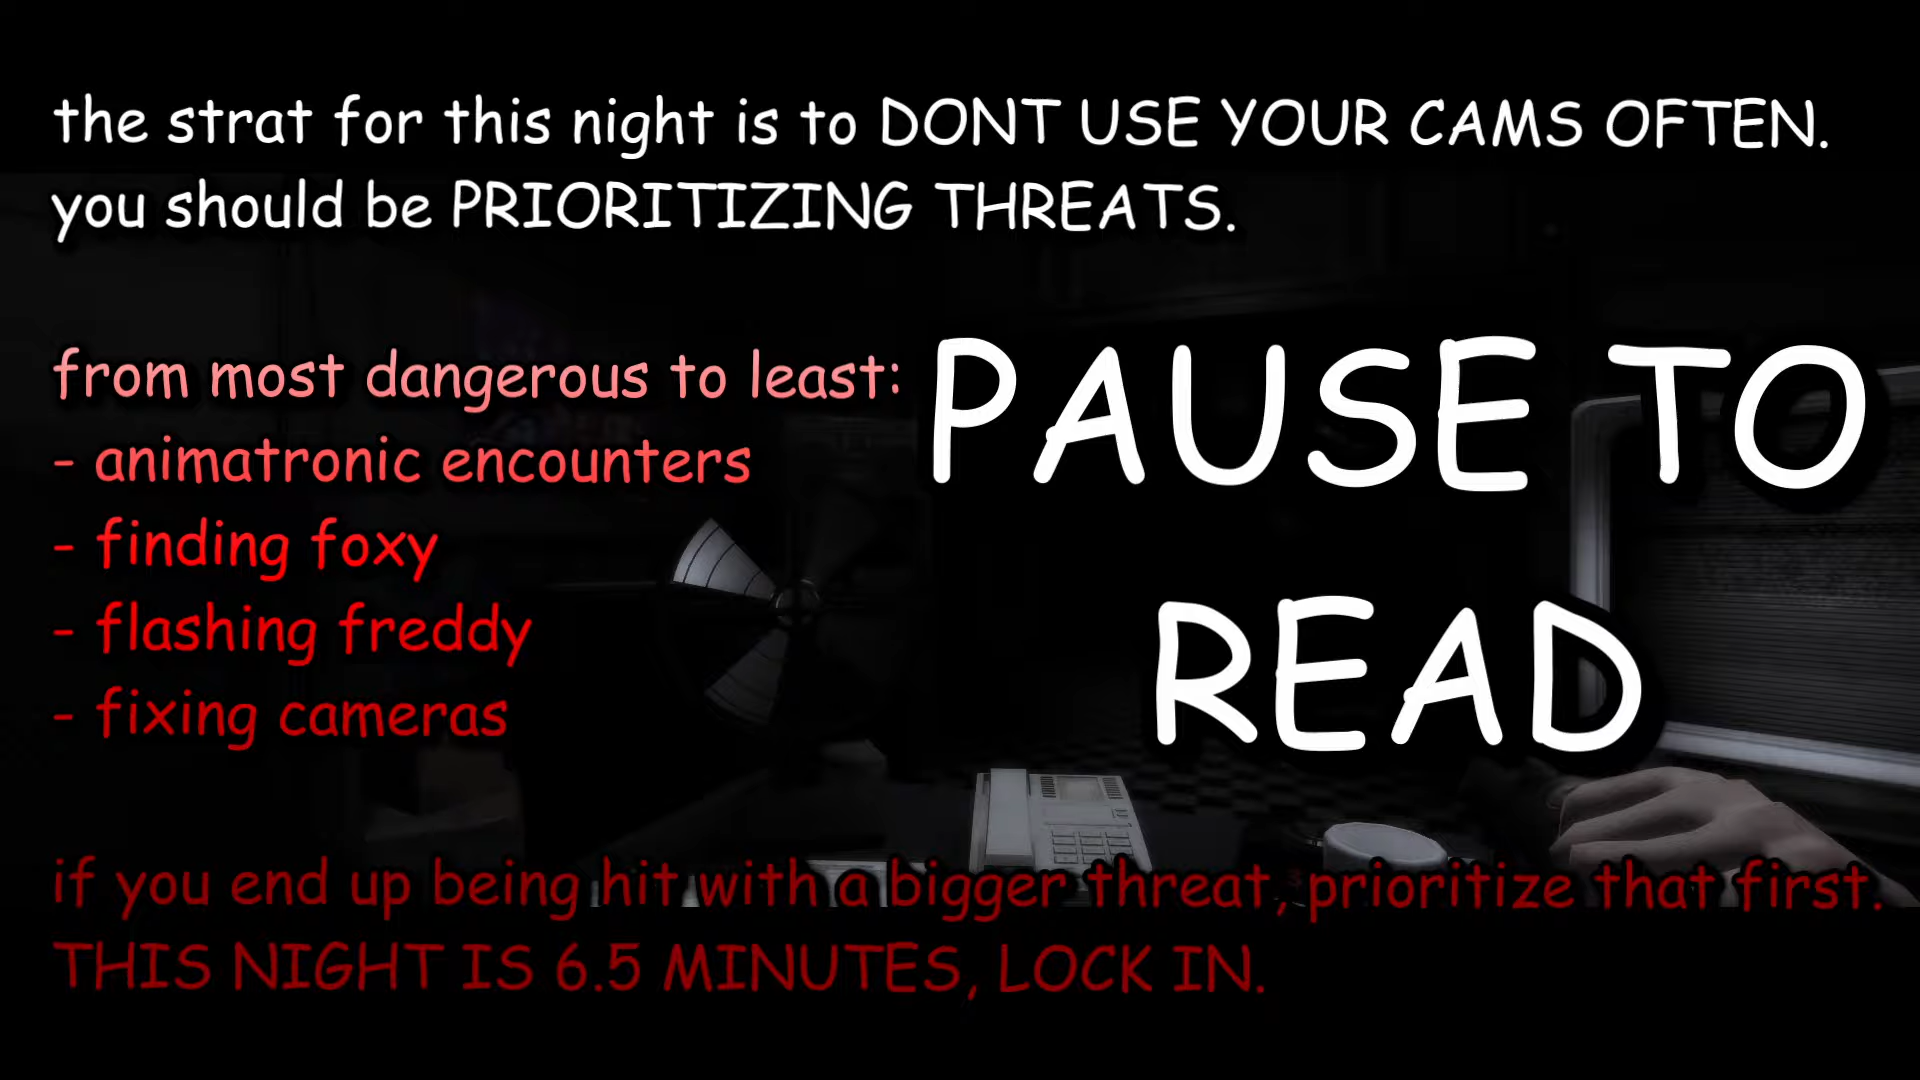 the strat for this night is to DONT USE YOUR CAMS OFTEN.
you should be PRIORITIZING THREATS.
from most dangerous to least:
- animatronic encounters
- finding foxy
- flashing freddy
- fixing cameras
PAUSE TO
READ
if you end up being hit with a bigger threat, prioritize that first.
THIS NIGHT IS 6.5 MINUTES, LOCK IN.